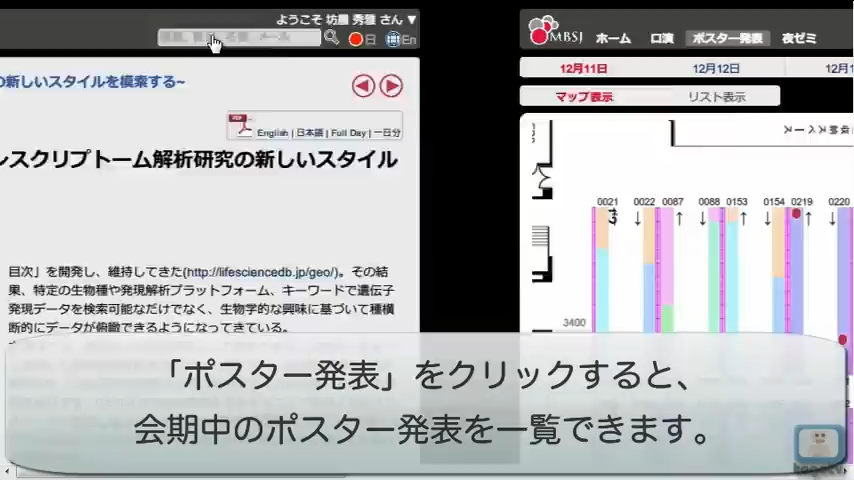 ようこそ 坊農 秀雅 さん ▼
日
En
の新しいスタイルを模索する~
PDF
English | 日本語 | Full Day | 一日分
ンスクリプトーム解析研究の新しいスタイル
目次」を開発し、維持してきた(http://lifesciencedb.jp/geo/)。その結
果、特定の生物種や発現解析プラットフォーム、キーワードで遺伝子
発現データを検索可能なだけでなく、生物学的な興味に基づいて種横
断的にデータが俯瞰できるようになってきている。
MBSJ ホーム 口演 ポスター発表 夜ゼミ
12月11日 12月12日 12月1
マップ表示 リスト表示
0021 0022 0087 0088 0153 0154 0219 0220
3400
「ポスター発表」をクリックすると、
会期中のポスター発表を一覧できます。